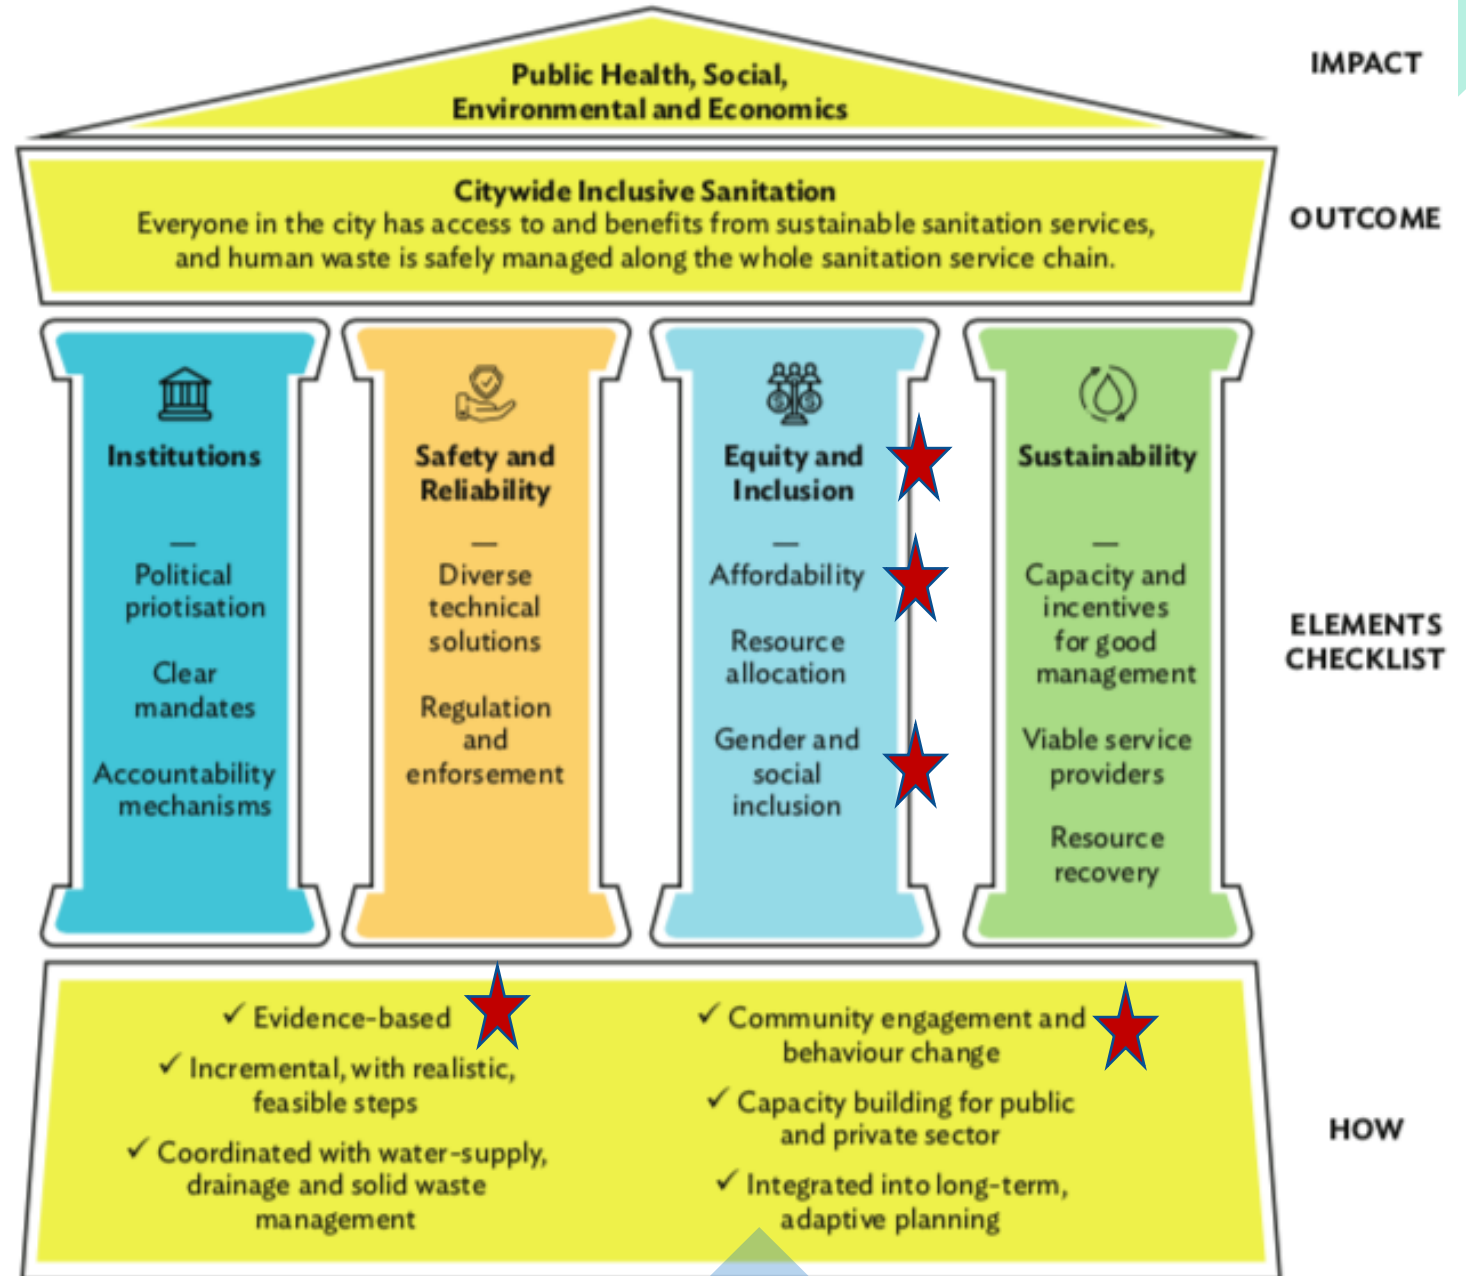 Public Health, Social,
Environmental and Economics
IMPACT
Citywide Inclusive Sanitation
Everyone in the city has access to and benefits from sustainable sanitation services,
and human waste is safely managed along the whole sanitation service chain.
OUTCOME
Institutions
—
Political
priotisation
Clear
mandates
Accountability
mechanisms
Safety and
Reliability
—
Diverse
technical
solutions
Regulation
and
enforsement
Equity and
Inclusion
—
Affordability
Resource
allocation
Gender and
social
inclusion
Sustainability
—
Capacity and
incentives
for good
management
Viable service
providers
Resource
recovery
ELEMENTS
CHECKLIST
✓ Evidence-based
✓ Incremental, with realistic,
feasible steps
✓ Coordinated with water-supply,
drainage and solid waste
management
✓ Community engagement and
behaviour change
✓ Capacity building for public
and private sector
✓ Integrated into long-term,
adaptive planning
HOW